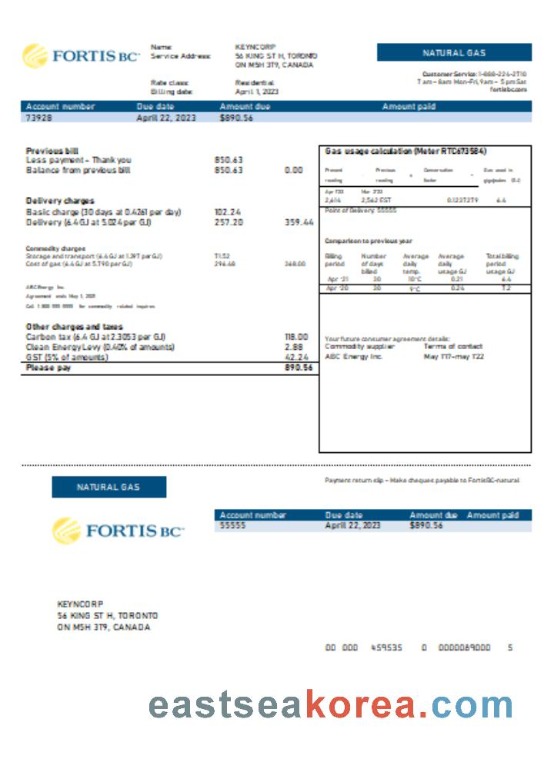 FORTIS BC
Name: KEYNCORP
Service Address: 56 KING ST H, TORONTO
ON M5H 3T9, CANADA
Rate class: Residential
Billing date: April 1, 2023
NATURAL GAS
Customer Service: 1-888-224-2710
7 am - 8am Mon-Fri, 9am - 5 pm Sat
fortisbc.com
Account number Due date Amount due Amount paid
73928 April 22, 2023 $890.56
Previous bill
Less payment - Thank you 850.63
Balance from previous bill 850.63 0.00
Delivery charges
Basic charge (30 days at 0.4261 per day) 102.24
Delivery (6.4 GJ at 5.024 per GJ) 257.20 359.44
Commodity charges
Storage and transport (6.4 GJ at 1.3197 per GJ) 71.52
Cost of gas (6.4 GJ at 5.790 per GJ) 296.48 368.00
ABC Energy Inc.
Agreement ends May 1, 2021
Call 1 800 000 0000 for commodity related inquires
Other charges and taxes
Carbon tax (6.4 GJ at 2.3053 per GJ) 118.00
Clean Energy Levy (0.40% of amounts) 2.88
GST (5% of amounts) 42.24
Please pay 890.56
Gas usage calculation (Meter RTC673584)
Present reading - Previous reading × Conversation factor = Gas used in gigajoules (GJ)
Apr 1'20 Mar 2'20
2,614 2,562 EST 0.1237279 6.4
Point of Delivery: 55555
Comparison to previous year
Billing period Number of days billed Average daily temp. Average daily usage GJ Total billing period usage GJ
Apr '21 30 10°C 0.21 6.4
Apr '20 30 9°C 0.24 7.2
Your future consumer agreement details:
Commodity supplier Terms of contact
ABC Energy Inc. May 1'17-may 1'22
NATURAL GAS
Payment return slip - Make cheques payable to FortisBC-natural
FORTIS BC
Account number Due date Amount due Amount paid
55555 April 22, 2023 $890.56
KEYNCORP
56 KING ST H, TORONTO
ON M5H 3T9, CANADA
00 000 459535 0 0000089000 5
eastseakorea.com